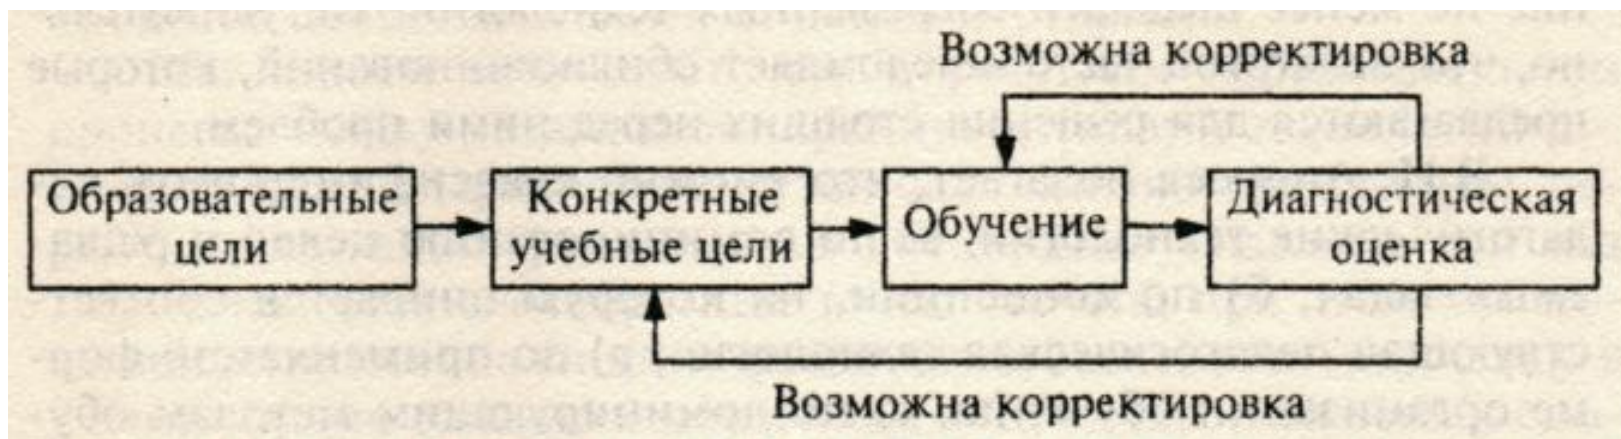 Возможна корректировка
Образовательные
цели
Конкретные
учебные цели
Обучение
Диагностическая
оценка
Возможна корректировка